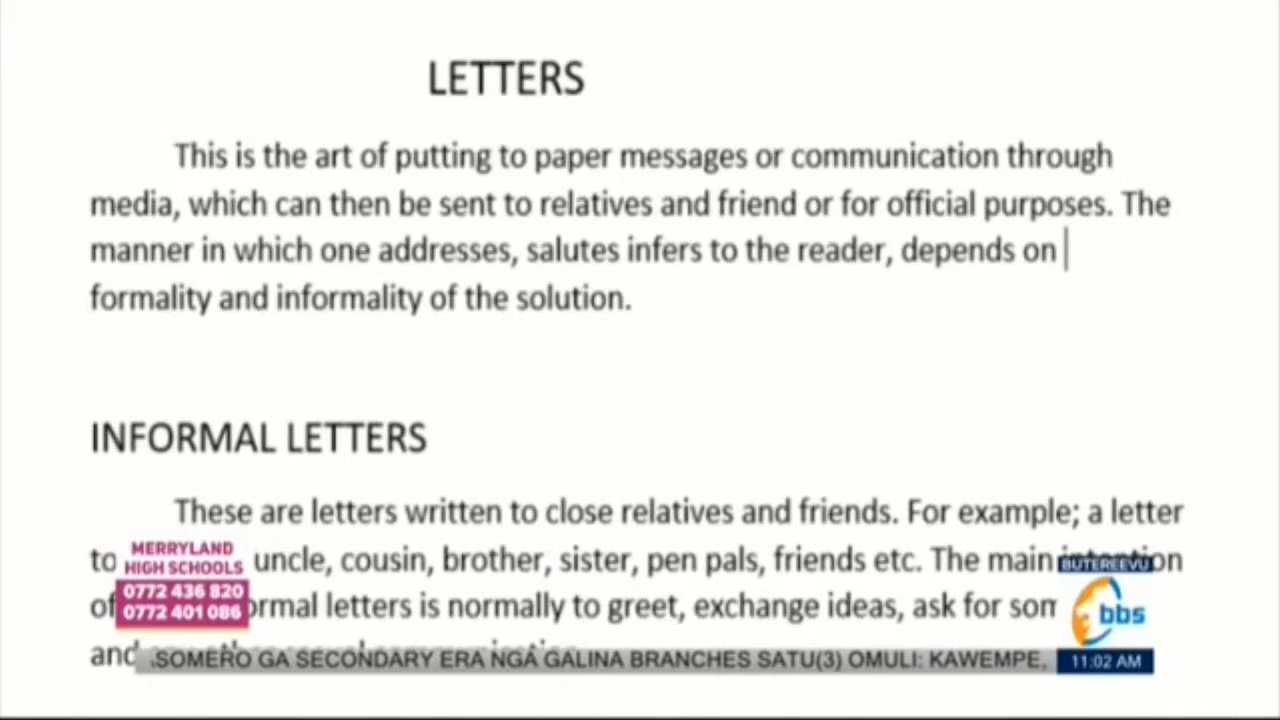 LETTERS
This is the art of putting to paper messages or communication through
media, which can then be sent to relatives and friend or for official purposes. The
manner in which one addresses, salutes infers to the reader, depends on
formality and informality of the solution.
INFORMAL LETTERS
These are letters written to close relatives and friends. For example; a letter
to uncle, cousin, brother, sister, pen pals, friends etc. The main intention
of letters is normally to greet, exchange ideas, ask for
and
MERRYLAND
HIGH SCHOOLS
0772 436 820
0772 401 086
BUTEREEVU
bbs
SOMERO GA SECONDARY ERA NGA GALINA BRANCHES SATU(3) OMULI: KAWEMPE,
11:02 AM